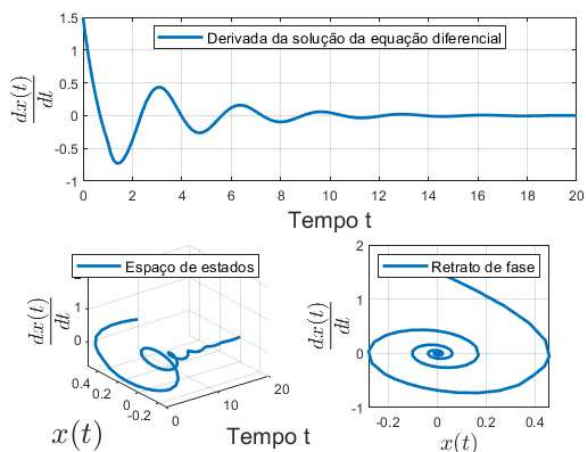 1.5
Derivada da solução da equação diferencial
1
0.5
0
-0.5
-1
dx(t)
dt
0 2 4 6 8 10 12 14 16 18 20
Tempo t
Espaço de estados
1
0
dx(t)
dt
0.4
0.2
0
-0.2
0
10
20
x(t)
Tempo t
2
Retrato de fase
1
0
-1
dx(t)
dt
-0.2 0 0.2 0.4
x(t)